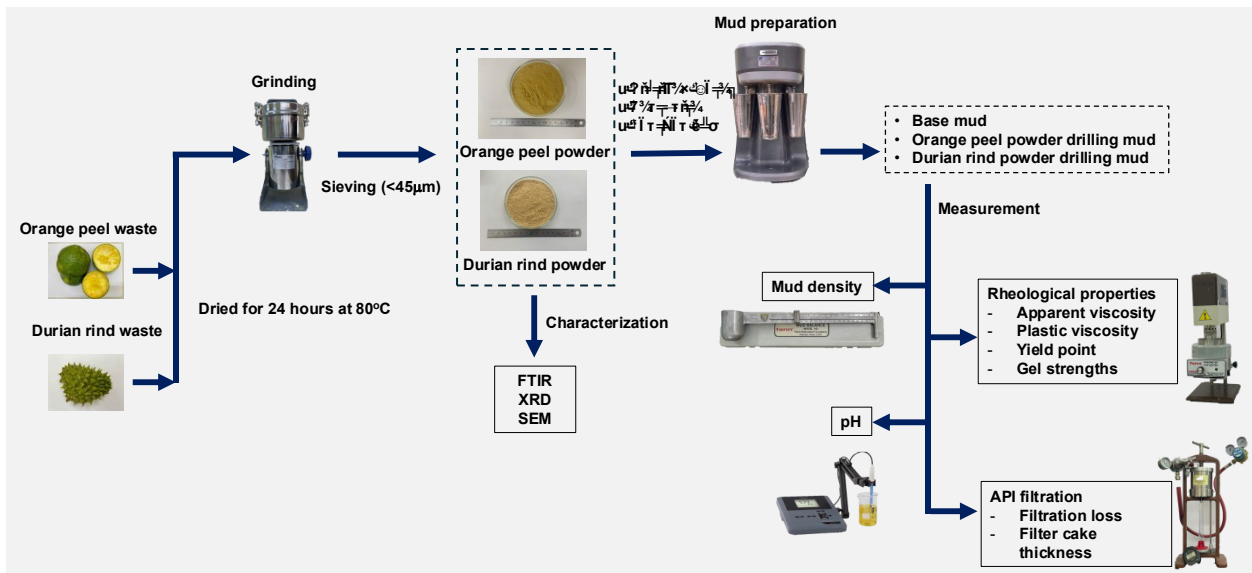 Mud preparation
Grinding
Orange peel powder
Sieving (<45μm)
Durian rind powder
• Base mud
• Orange peel powder drilling mud
• Durian rind powder drilling mud
Measurement
Orange peel waste
Dried for 24 hours at 80°C
Durian rind waste
Characterization
FTIR
XRD
SEM
Mud density
Rheological properties
- Apparent viscosity
- Plastic viscosity
- Yield point
- Gel strengths
pH
API filtration
- Filtration loss
- Filter cake
thickness